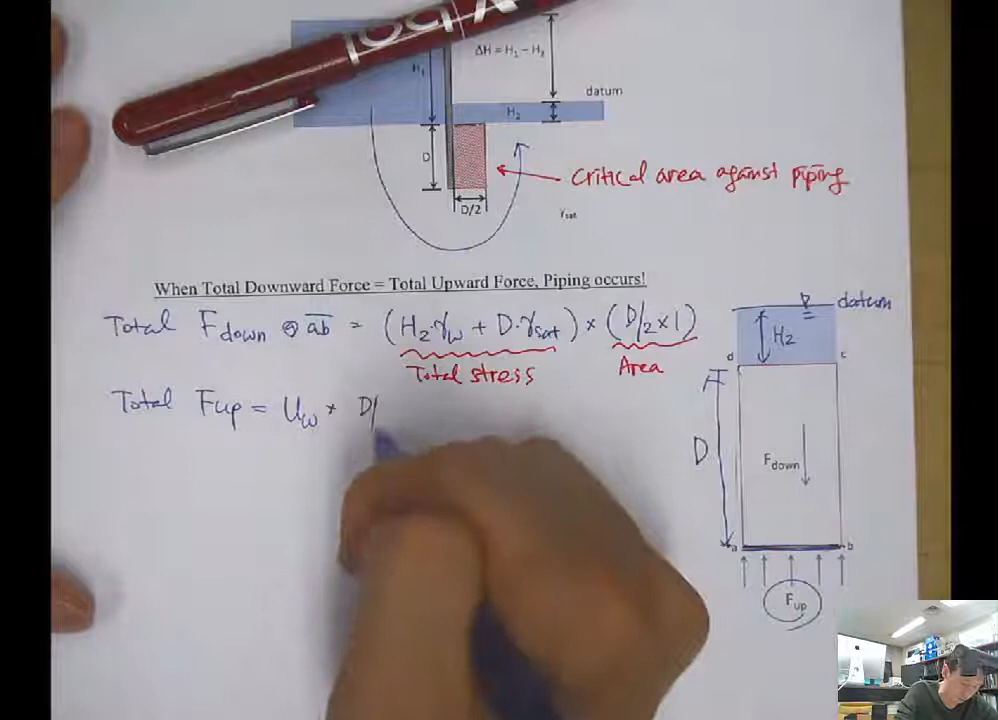 ΔH = H₁ − H₂
H₁
datum
H₂
D
Critical area against piping
D/2
γsat
When Total Downward Force = Total Upward Force, Piping occurs!
Total Fdown @ ab = (H₂·γw + D·γsat) × (D/2 × 1)
Total stress
Area
Total Fup = Uw × D/
datum
H₂
d
c
D
Fdown
a
b
Fup